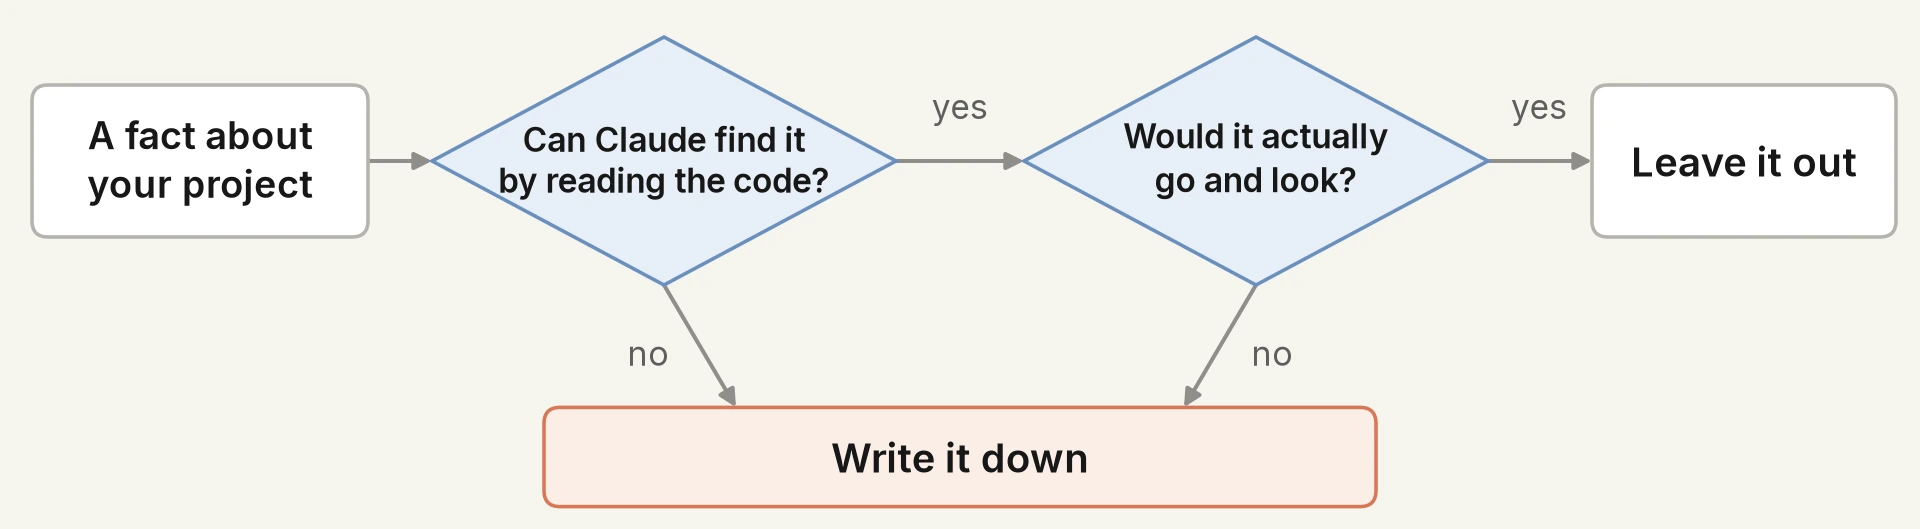 A fact about
your project
Can Claude find it
by reading the code?
yes
Would it actually
go and look?
yes
Leave it out
no
no
Write it down